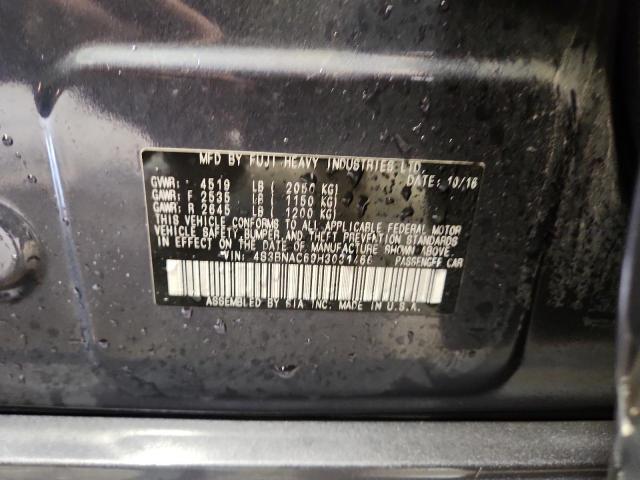 MFD BY FUJI HEAVY INDUSTRIES LTD.
DATE: 10/16
GVWR: 4519 LB ( 2050 KG)
GAWR: F 2535 LB ( 1150 KG)
GAWR: R 2645 LB ( 1200 KG)
THIS VEHICLE CONFORMS TO ALL APPLICABLE FEDERAL MOTOR
VEHICLE SAFETY, BUMPER, AND THEFT PREVENTION STANDARDS
IN EFFECT ON THE DATE OF MANUFACTURE SHOWN ABOVE.
VIN: PASSENGER CAR
ASSEMBLED BY SIA INC. MADE IN U.S.A.